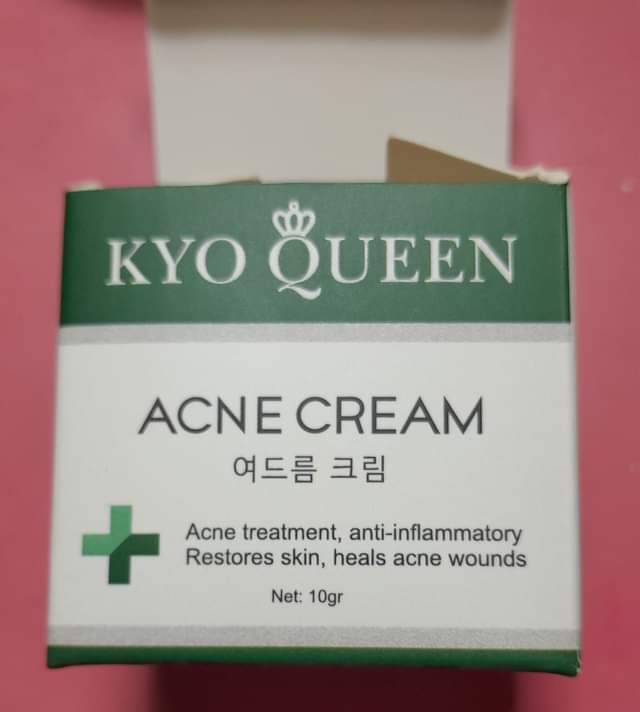 KYO QUEEN
ACNE CREAM
여드름 크림
Acne treatment, anti-inflammatory
Restores skin, heals acne wounds
Net: 10gr